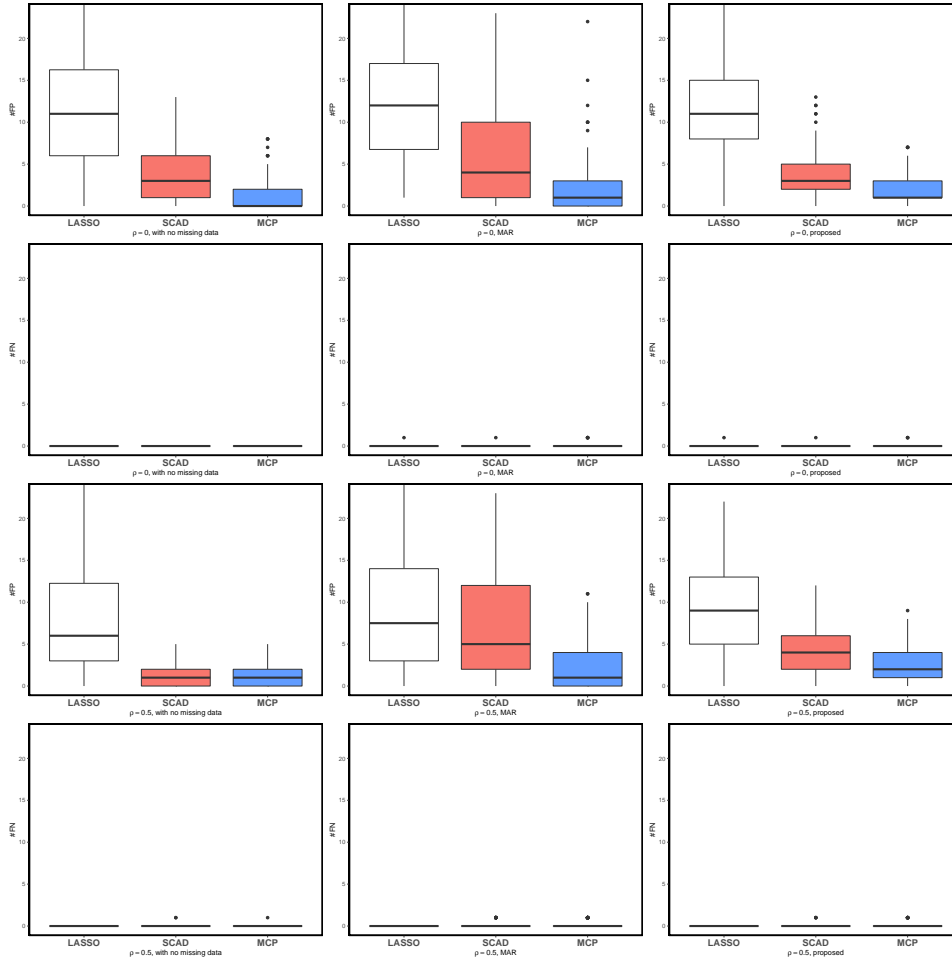 20
15
10
5
0
#FP
LASSO SCAD MCP
ρ = 0, with no missing data
20
15
10
5
0
#FP
LASSO SCAD MCP
ρ = 0, MAR
20
15
10
5
0
#FP
LASSO SCAD MCP
ρ = 0, proposed
20
15
10
5
0
#FN
LASSO SCAD MCP
ρ = 0, with no missing data
20
15
10
5
0
#FN
LASSO SCAD MCP
ρ = 0, MAR
20
15
10
5
0
#FN
LASSO SCAD MCP
ρ = 0, proposed
20
15
10
5
0
#FP
LASSO SCAD MCP
ρ = 0.5, with no missing data
20
15
10
5
0
#FP
LASSO SCAD MCP
ρ = 0.5, MAR
20
15
10
5
0
#FP
LASSO SCAD MCP
ρ = 0.5, proposed
20
15
10
5
0
#FN
LASSO SCAD MCP
ρ = 0.5, with no missing data
20
15
10
5
0
#FN
LASSO SCAD MCP
ρ = 0.5, MAR
20
15
10
5
0
#FN
LASSO SCAD MCP
ρ = 0.5, proposed